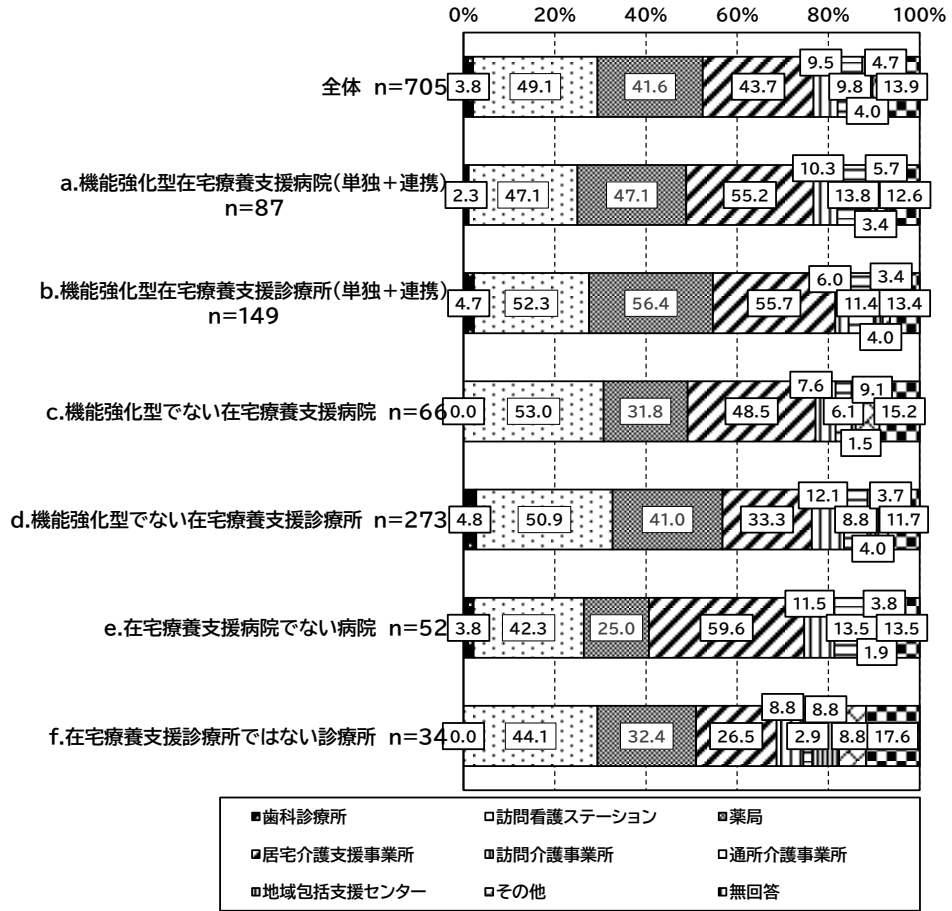 0% 20% 40% 60% 80% 100%
全体 n=705
3.8 49.1 41.6 43.7 9.5 9.8 4.0 4.7 13.9
a.機能強化型在宅療養支援病院(単独＋連携)
n=87
2.3 47.1 47.1 55.2 10.3 13.8 3.4 5.7 12.6
b.機能強化型在宅療養支援診療所(単独＋連携)
n=149
4.7 52.3 56.4 55.7 6.0 11.4 4.0 3.4 13.4
c.機能強化型でない在宅療養支援病院 n=66
0.0 53.0 31.8 48.5 7.6 6.1 1.5 9.1 15.2
d.機能強化型でない在宅療養支援診療所 n=273
4.8 50.9 41.0 33.3 12.1 8.8 4.0 3.7 11.7
e.在宅療養支援病院でない病院 n=52
3.8 42.3 25.0 59.6 11.5 13.5 1.9 3.8 13.5
f.在宅療養支援診療所ではない診療所 n=34
0.0 44.1 32.4 26.5 8.8 2.9 8.8 8.8 17.6
歯科診療所 訪問看護ステーション 薬局
居宅介護支援事業所 訪問介護事業所 通所介護事業所
地域包括支援センター その他 無回答